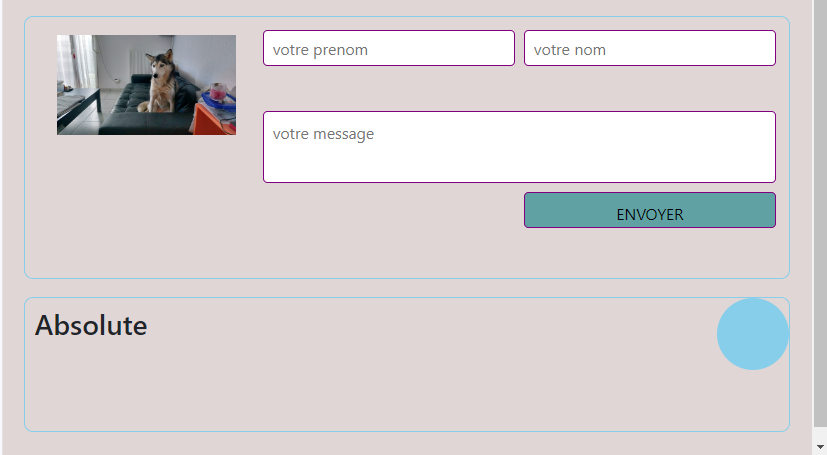 votre prenom
votre nom
votre message
ENVOYER
Absolute